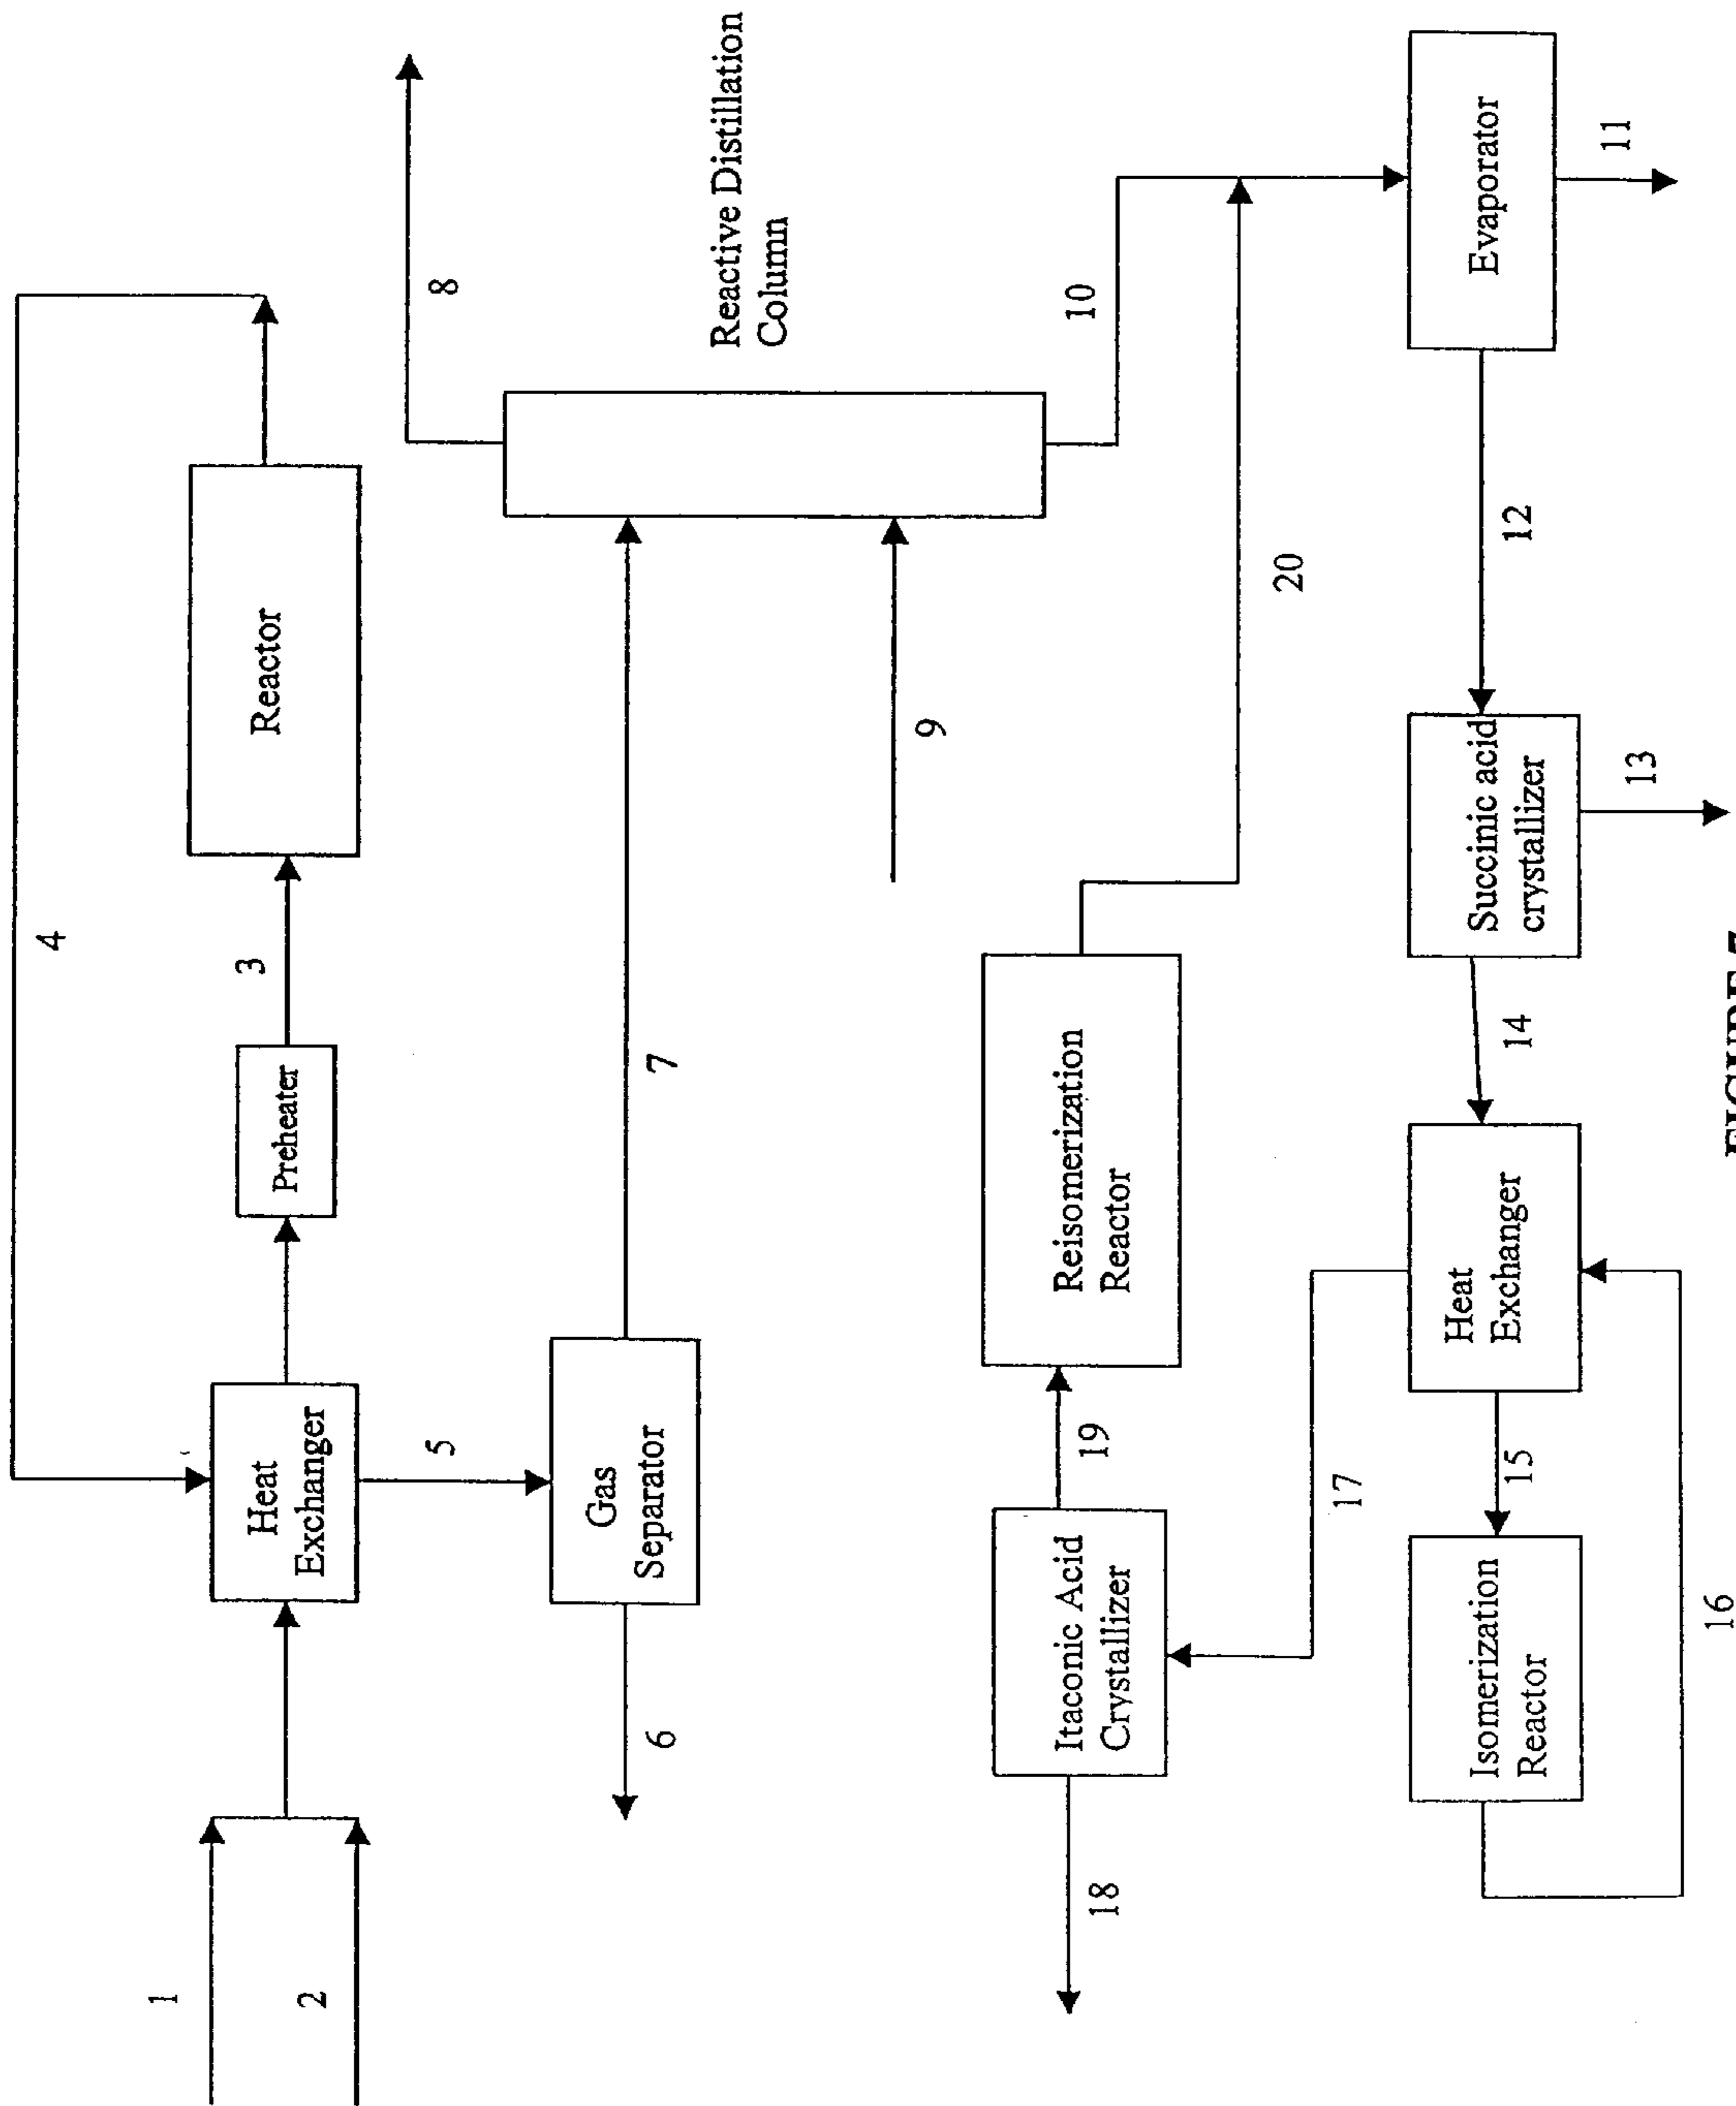 4
1
2
Heat
Exchanger
Preheater
3
Reactor
8
5
Gas
Separator
6
7
Reactive Distillation
Column
9
10
18
Itaconic Acid
Crystallizer
19
Reisomerization
Reactor
20
17
Isomerization
Reactor
15
Heat
Exchanger
14
Succinic acid
crystallizer
12
Evaporator
16
13
11
FIGURE